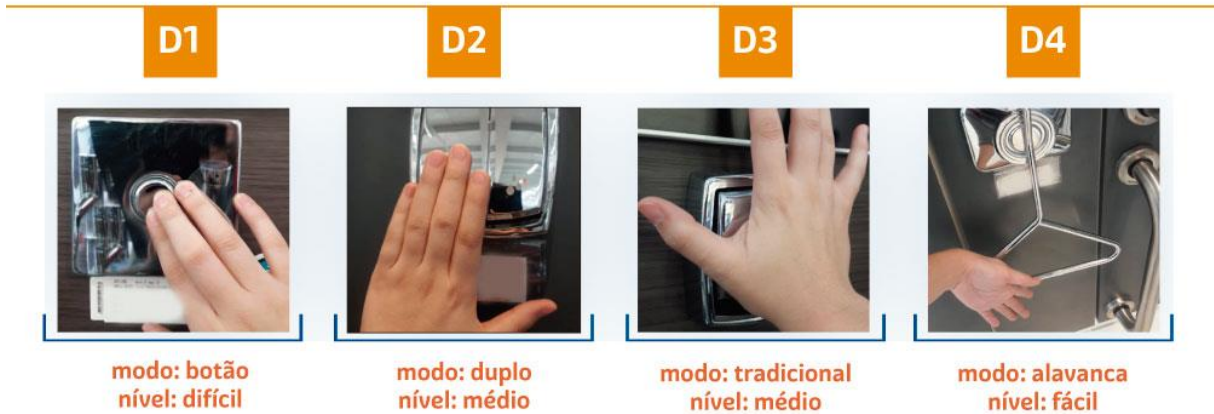 D1
D2
D3
D4
modo: botão
nível: difícil
modo: duplo
nível: médio
modo: tradicional
nível: médio
modo: alavanca
nível: fácil